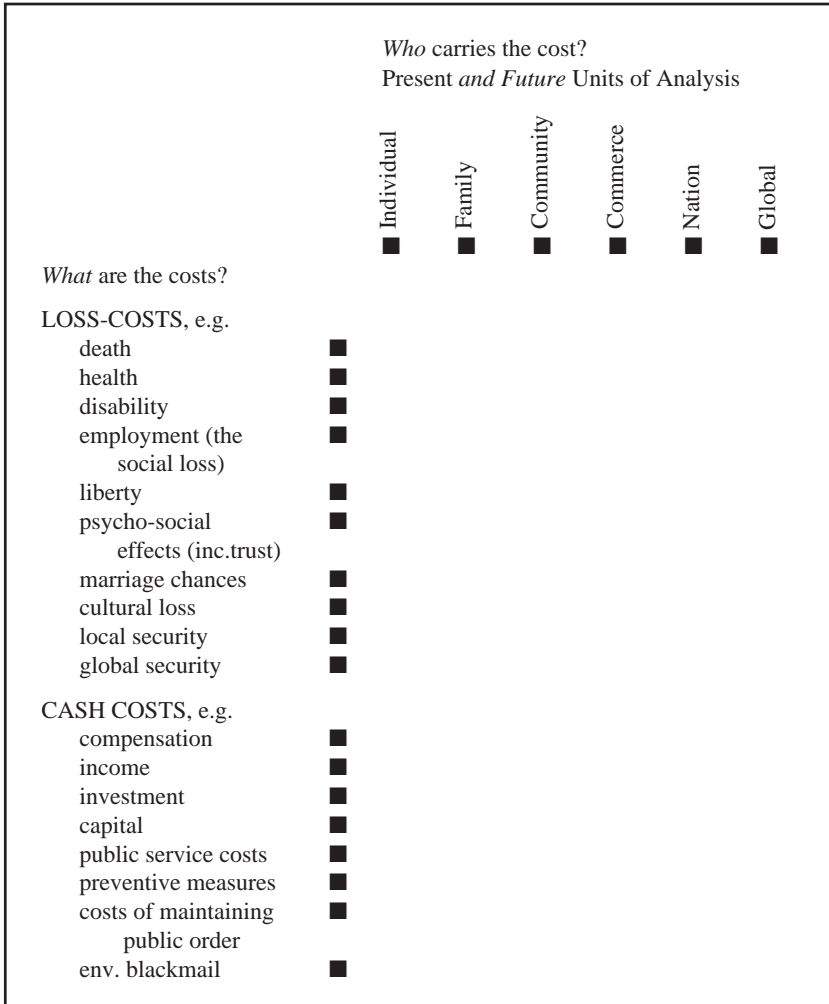 Who carries the cost?
Present and Future Units of Analysis
Individual
Family
Community
Commerce
Nation
Global
What are the costs?
LOSS-COSTS, e.g.
death
health
disability
employment (the
social loss)
liberty
psycho-social
effects (inc.trust)
marriage chances
cultural loss
local security
global security
CASH COSTS, e.g.
compensation
income
investment
capital
public service costs
preventive measures
costs of maintaining
public order
env. blackmail